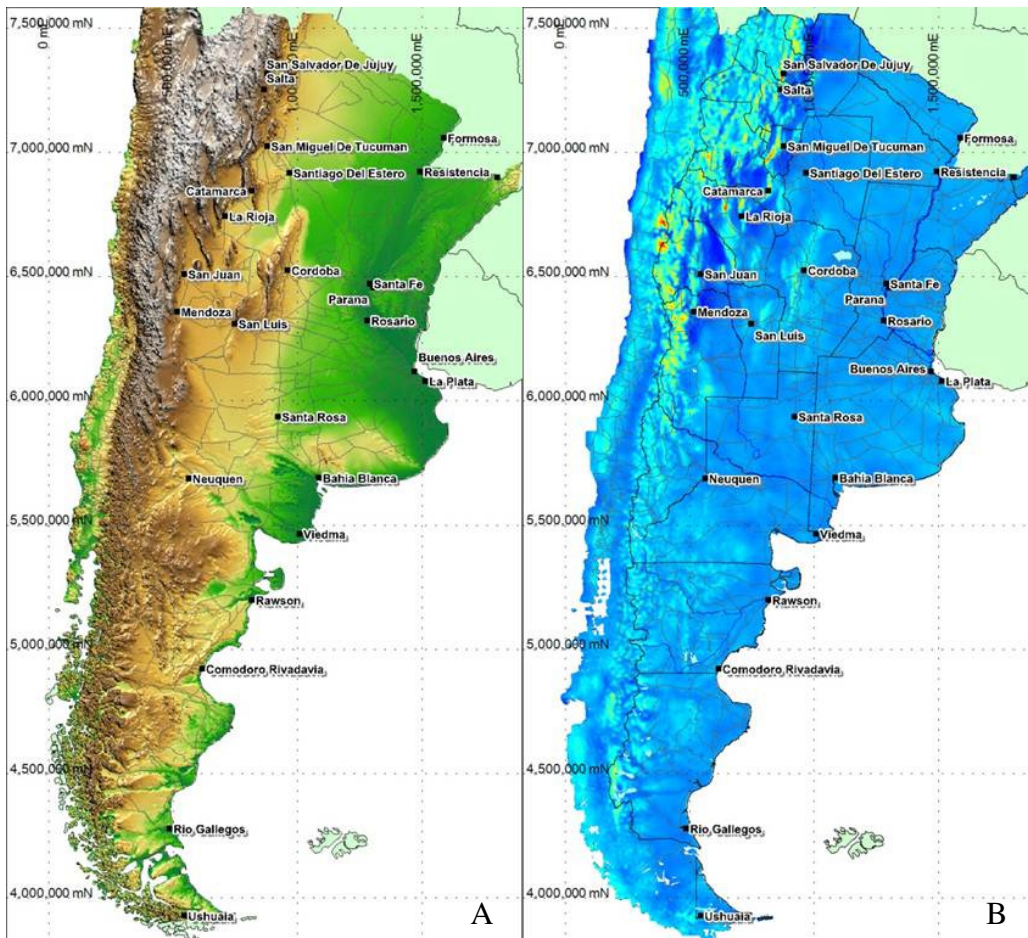 7,500,000 mN
0 mE
500,000 mE
1,000,000 mE
1,500,000 mE
San Salvador De Jujuy
Salta
Formosa
7,000,000 mN
San Miguel De Tucuman
Santiago Del Estero
Resistencia
Catamarca
La Rioja
6,500,000 mN
San Juan
Cordoba
Santa Fe
Parana
Mendoza
San Luis
Rosario
Buenos Aires
La Plata
6,000,000 mN
Santa Rosa
Neuquen
Bahia Blanca
5,500,000 mN
Viedma
Rawson
5,000,000 mN
Comodoro Rivadavia
4,500,000 mN
Rio Gallegos
4,000,000 mN
Ushuaia
A
7,500,000 mN
0 mE
500,000 mE
1,000,000 mE
1,500,000 mE
San Salvador De Jujuy
Salta
Formosa
7,000,000 mN
San Miguel De Tucuman
Santiago Del Estero
Resistencia
Catamarca
La Rioja
6,500,000 mN
San Juan
Cordoba
Santa Fe
Parana
Mendoza
San Luis
Rosario
Buenos Aires
La Plata
6,000,000 mN
Santa Rosa
Neuquen
Bahia Blanca
5,500,000 mN
Viedma
Rawson
5,000,000 mN
Comodoro Rivadavia
4,500,000 mN
Rio Gallegos
4,000,000 mN
Ushuaia
B